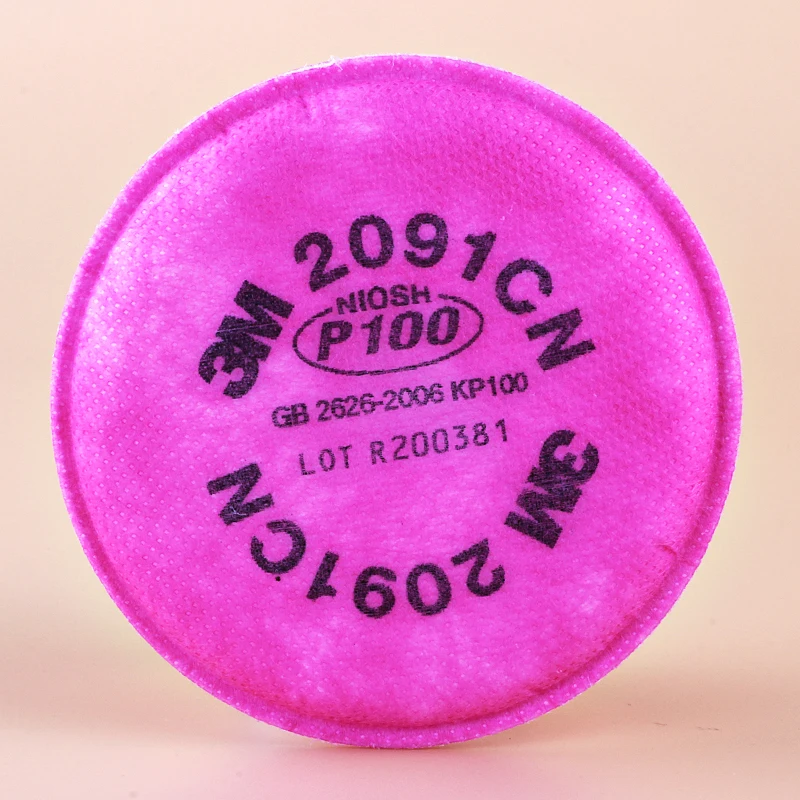 3M 2091CN
NIOSH
P100
GB 2626-2006 KP100
LOT R200381
3M 2091CN